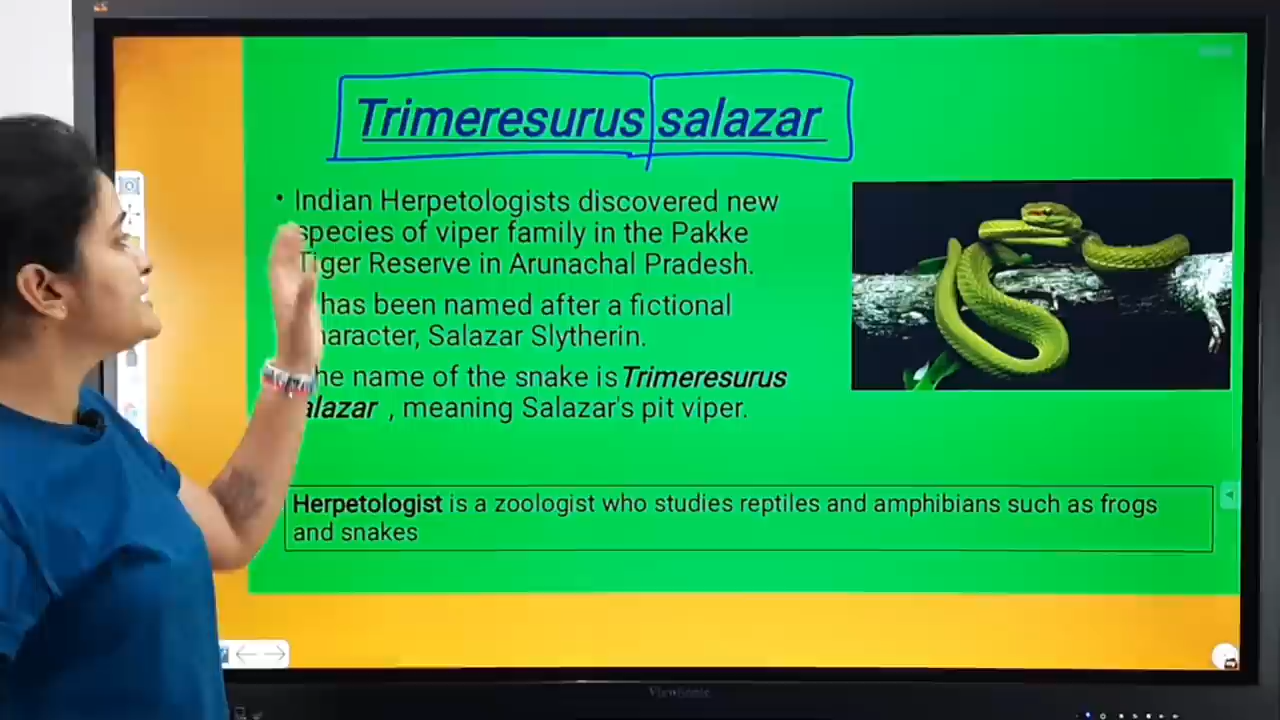 Trimeresurus salazar
• Indian Herpetologists discovered new
species of viper family in the Pakke
Tiger Reserve in Arunachal Pradesh.
has been named after a fictional
haracter, Salazar Slytherin.
he name of the snake is Trimeresurus
alazar , meaning Salazar's pit viper.
Herpetologist is a zoologist who studies reptiles and amphibians such as frogs
and snakes
ViewSonic